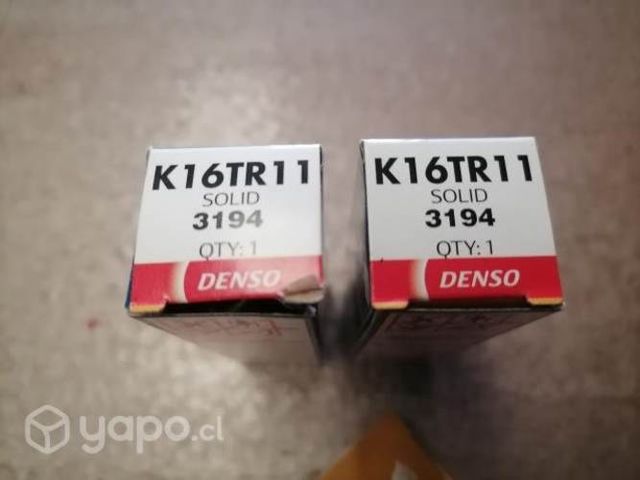 K16TR11
SOLID
3194
QTY: 1
DENSO
K16TR11
SOLID
3194
QTY: 1
DENSO
yapo.cl